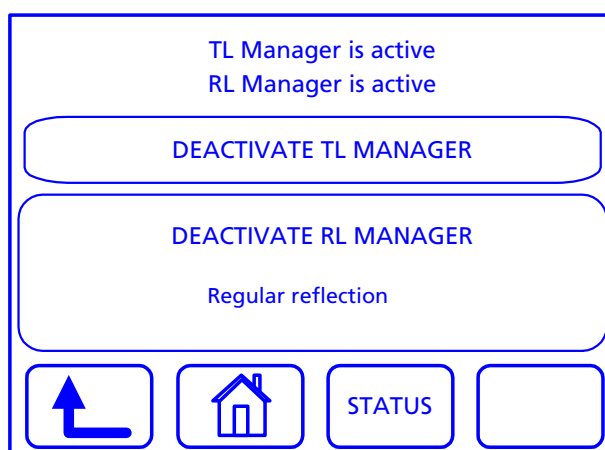 TL Manager is active
RL Manager is active
DEACTIVATE TL MANAGER
DEACTIVATE RL MANAGER
Regular reflection
STATUS